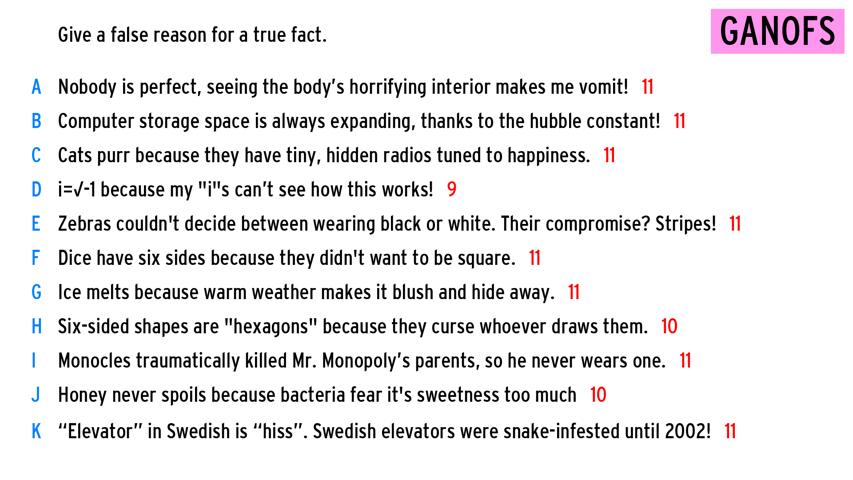 Give a false reason for a true fact.
GANOFS
A Nobody is perfect, seeing the body's horrifying interior makes me vomit! 11
B Computer storage space is always expanding, thanks to the hubble constant! 11
C Cats purr because they have tiny, hidden radios tuned to happiness. 11
D i=√-1 because my "i"s can't see how this works! 9
E Zebras couldn't decide between wearing black or white. Their compromise? Stripes! 11
F Dice have six sides because they didn't want to be square. 11
G Ice melts because warm weather makes it blush and hide away. 11
H Six-sided shapes are "hexagons" because they curse whoever draws them. 10
I Monocles traumatically killed Mr. Monopoly's parents, so he never wears one. 11
J Honey never spoils because bacteria fear it's sweetness too much 10
K “Elevator” in Swedish is “hiss”. Swedish elevators were snake-infested until 2002! 11